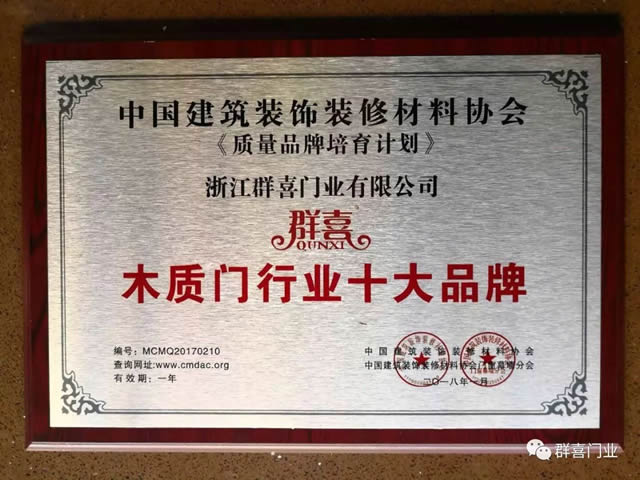 中国建筑装饰装修材料协会
《质量品牌培育计划》
浙江群喜门业有限公司
群喜
QUNXI
木质门行业十大品牌
编号: MCMQ20170210
查询网址:www.cmdac.org
有效期: 一年
中国建筑装饰装修材料协会
中国建筑装饰装修材料协会门窗幕墙分会
二〇一八年一月
群喜门业